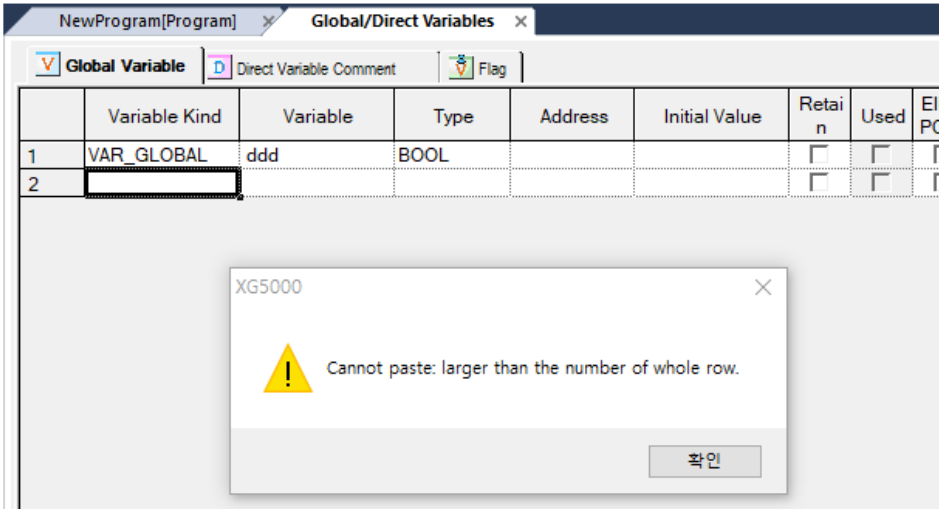 NewProgram[Program] × Global/Direct Variables ×
V Global Variable D Direct Variable Comment V Flag
Variable Kind Variable Type Address Initial Value Retain Used
1 VAR_GLOBAL ddd BOOL
2
XG5000
Cannot paste: larger than the number of whole row.
확인